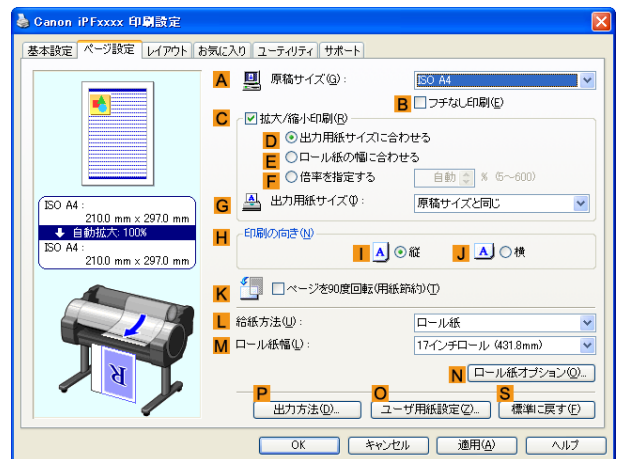 Canon iPFxxxx 印刷設定
基本設定 ページ設定 レイアウト お気に入り ユーティリティ サポート
A 原稿サイズ(Q): ISO A4
B フチなし印刷(E)
C 拡大/縮小印刷(R)
D 出力用紙サイズに合わせる
E ロール紙の幅に合わせる
F 倍率を指定する 自動 % (5～600)
G 出力用紙サイズ(I): 原稿サイズと同じ
ISO A4 :
210.0 mm x 297.0 mm
自動拡大: 100%
ISO A4 :
210.0 mm x 297.0 mm
H 印刷の向き(N)
I A 縦 J A 横
K ページを90度回転(用紙節約)(T)
L 給紙方法(U): ロール紙
M ロール紙幅(L): 17インチロール (431.8mm)
N ロール紙オプション(O)...
P O S
出力方法(D)... ユーザ用紙設定(Z)... 標準に戻す(F)
R
OK キャンセル 適用(A) ヘルプ